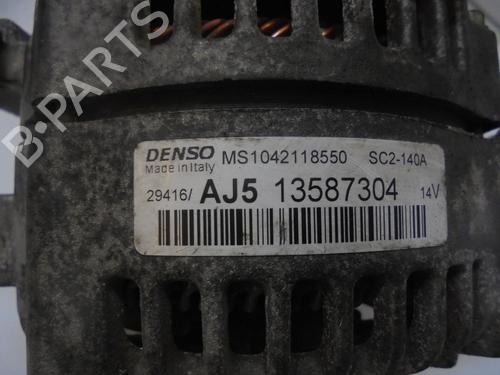 B-PARTS
DENSO MS1042118550 SC2-140A
Made in Italy
29416/ AJ5 13587304 14V